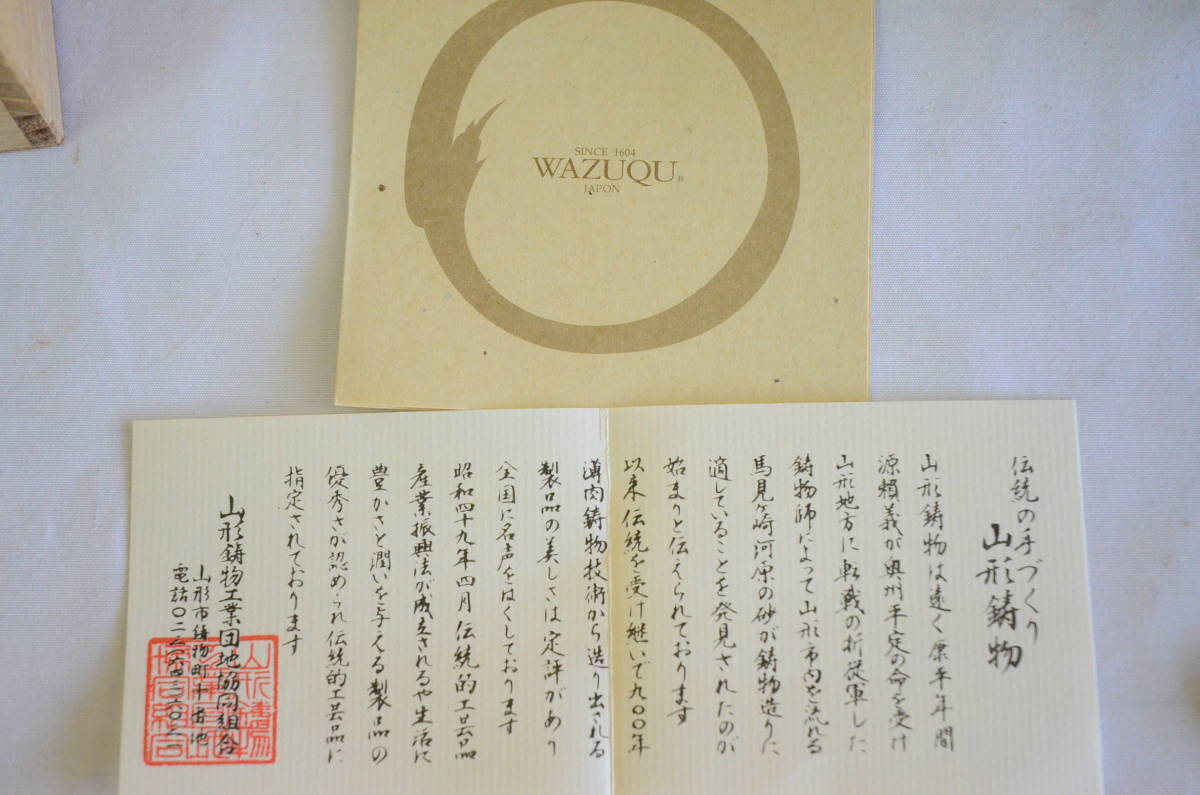 SINCE 1604
WAZUQU®
JAPON
伝統の手づくり
山形鋳物
山形鋳物は遠く康平年間
源頼義が奥州平定の命を受け
山形地方に転戦の折従軍した
鋳物師によって山形市内を流れる
馬見ヶ崎河原の砂が鋳物造りに
適していることを発見されたのが
始まりと伝えられております
以来伝統を受け継いで九〇〇年
薄肉鋳物技術から造り出される
製品の美しさは定評があり
全国に名声をはくしております
昭和四十九年四月伝統的工芸品
産業振興法が成立されるや生活に
豊かさと潤いを与える製品の
優秀さが認められ伝統的工芸品に
指定されております
山形鋳物工業団地協同組合
山形市鋳物町十番地